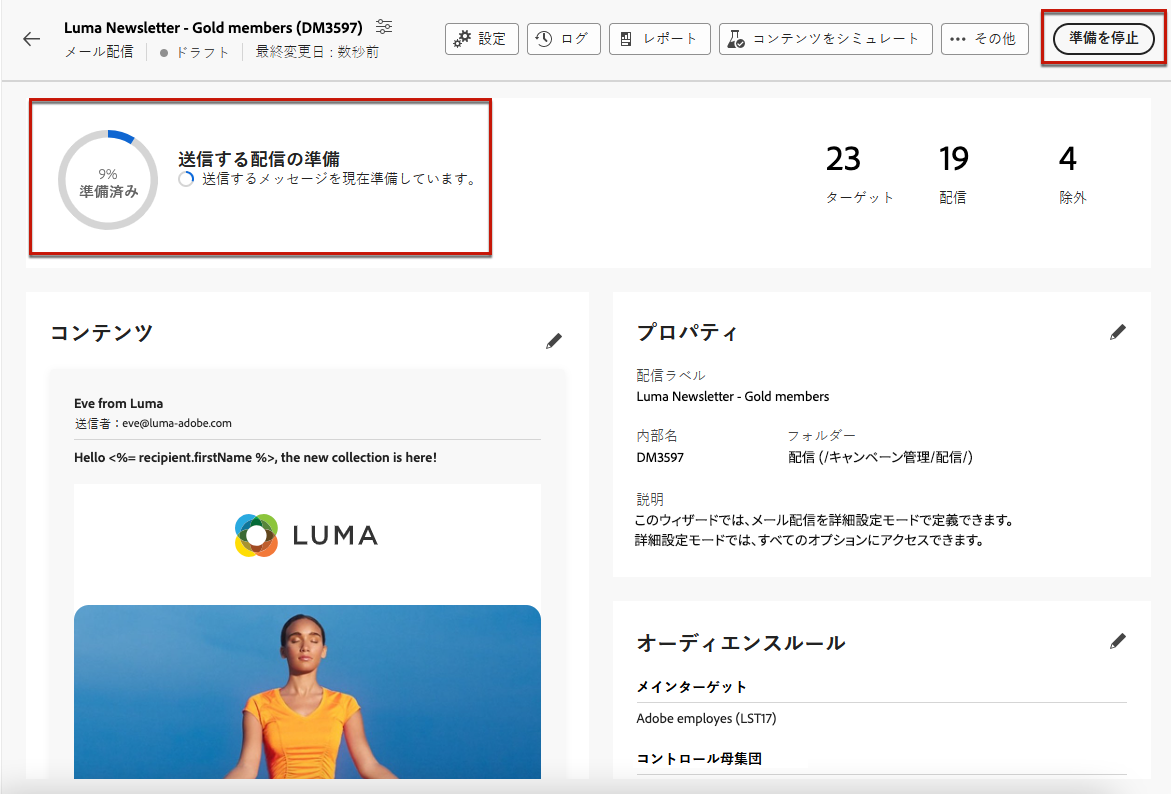 Luma Newsletter - Gold members (DM3597)
メール配信 ドラフト 最終変更日：数秒前
設定 ログ レポート コンテンツをシミュレート その他 準備を停止
9%
準備済み
送信する配信の準備
送信するメッセージを現在準備しています。
23 19 4
ターゲット 配信 除外
コンテンツ
Eve from Luma
送信者：eve@luma-adobe.com
Hello <%= recipient.firstName %>, the new collection is here!
LUMA
プロパティ
配信ラベル
Luma Newsletter - Gold members
内部名 フォルダー
DM3597 配信 (/キャンペーン管理/配信/)
説明
このウィザードでは、メール配信を詳細設定モードで定義できます。
詳細設定モードでは、すべてのオプションにアクセスできます。
オーディエンスルール
メインターゲット
Adobe employes (LST17)
コントロール母集団